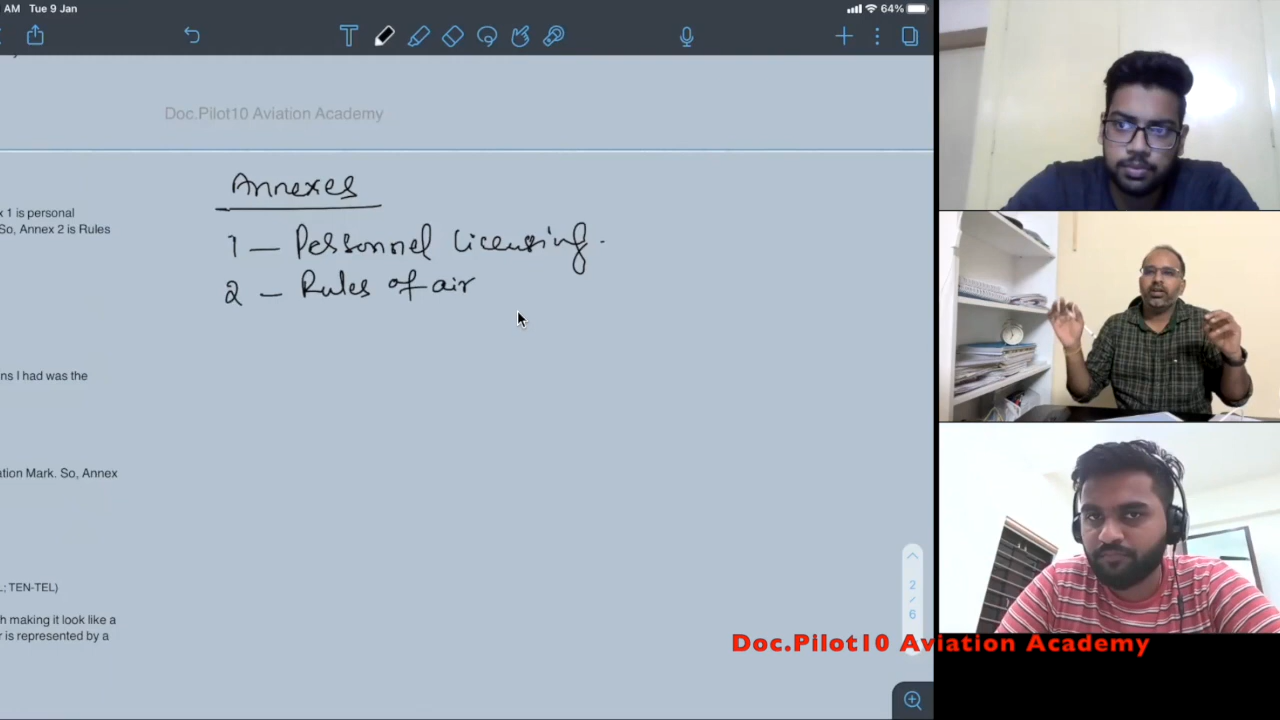 AM Tue 9 Jan
64%
Doc.Pilot10 Aviation Academy
Annexes
x 1 is personal
So, Annex 2 is Rules
1 — Personnel licensing.
2 — Rules of air
ns I had was the
ation Mark. So, Annex
L; TEN-TEL)
h making it look like a
r is represented by a
2
/
6
Doc.Pilot10 Aviation Academy